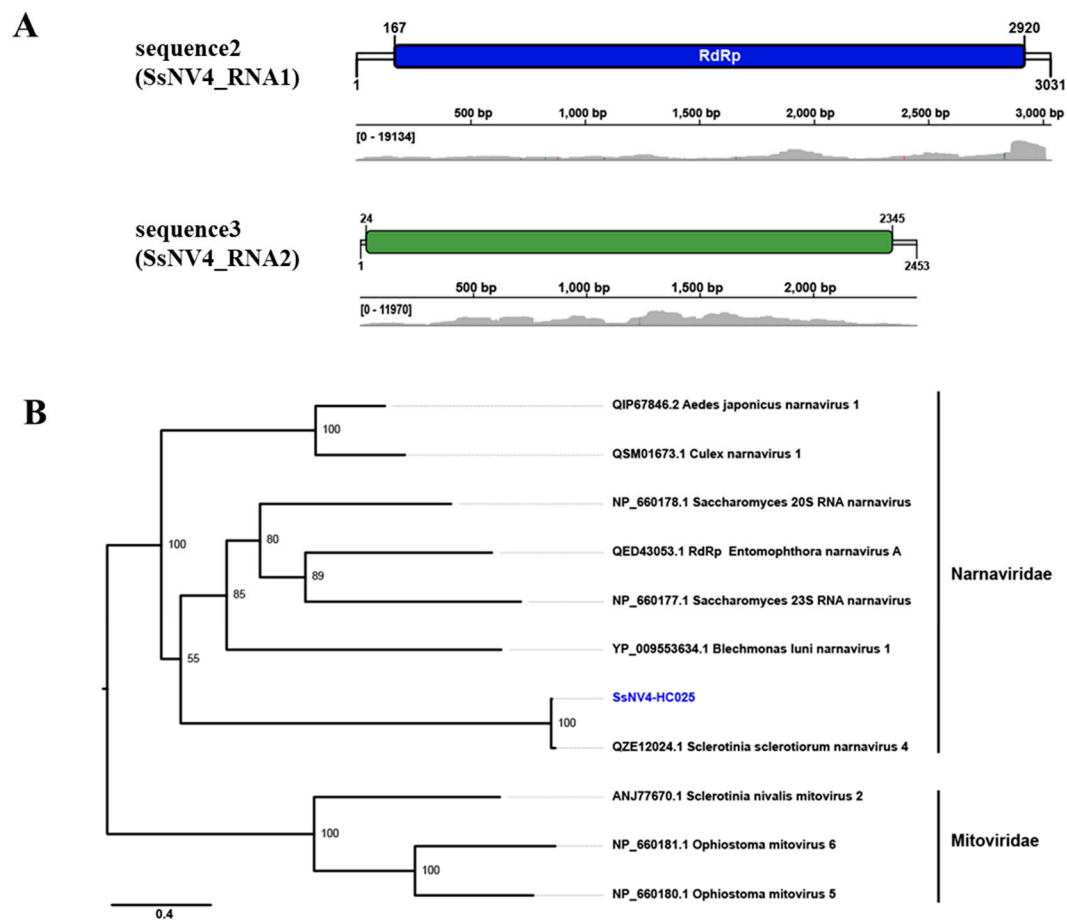 A
sequence2
(SsNV4_RNA1)
167
2920
RdRp
1
3031
500 bp 1,000 bp 1,500 bp 2,000 bp 2,500 bp 3,000 bp
[0 - 19134]
sequence3
(SsNV4_RNA2)
24
2345
1
2453
500 bp 1,000 bp 1,500 bp 2,000 bp
[0 - 11970]
B
QIP67846.2 Aedes japonicus narnavirus 1
100
QSM01673.1 Culex narnavirus 1
NP_660178.1 Saccharomyces 20S RNA narnavirus
100
80
QED43053.1 RdRp Entomophthora narnavirus A
Narnaviridae
89
85
NP_660177.1 Saccharomyces 23S RNA narnavirus
YP_009553634.1 Blechmonas luni narnavirus 1
55
SsNV4-HC025
100
QZE12024.1 Sclerotinia sclerotiorum narnavirus 4
ANJ77670.1 Sclerotinia nivalis mitovirus 2
100
NP_660181.1 Ophiostoma mitovirus 6
Mitoviridae
100
NP_660180.1 Ophiostoma mitovirus 5
0.4